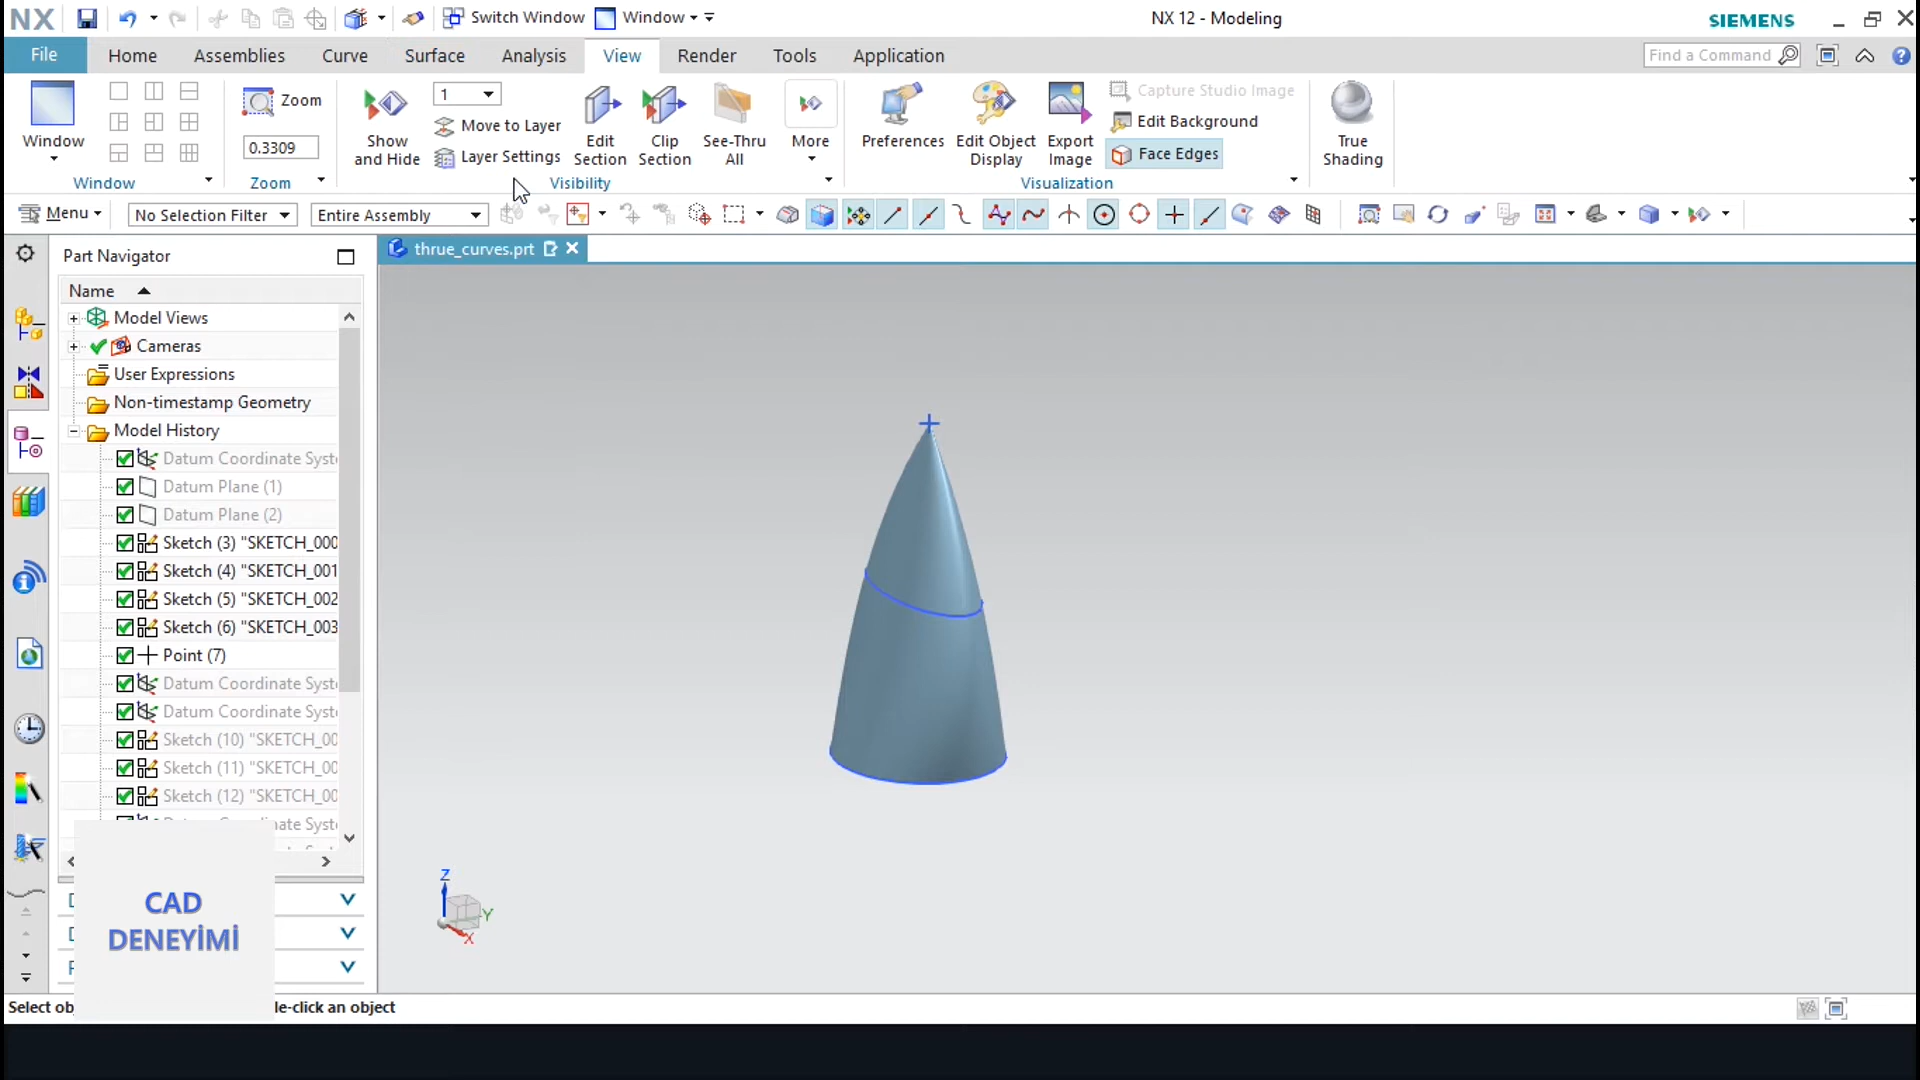 NX
Switch Window
Window
NX 12 - Modeling
SIEMENS
File
Home
Assemblies
Curve
Surface
Analysis
View
Render
Tools
Application
Find a Command
Window
Zoom
0.3309
Show
and Hide
1
Move to Layer
Layer Settings
Edit
Section
Clip
Section
See-Thru
All
More
Preferences
Edit Object
Display
Export
Image
Capture Studio Image
Edit Background
Face Edges
True
Shading
Window
Zoom
Visibility
Visualization
Menu
No Selection Filter
Entire Assembly
Part Navigator
thrue_curves.prt
Name
Model Views
Cameras
User Expressions
Non-timestamp Geometry
Model History
Datum Coordinate Syst
Datum Plane (1)
Datum Plane (2)
Sketch (3) "SKETCH_000
Sketch (4) "SKETCH_001
Sketch (5) "SKETCH_002
Sketch (6) "SKETCH_003
Point (7)
Datum Coordinate Syst
Datum Coordinate Syst
Sketch (10) "SKETCH_00
Sketch (11) "SKETCH_00
Sketch (12) "SKETCH_00
inate Syst
CAD
DENEYİMİ
Z
Y
X
Select ob
le-click an object